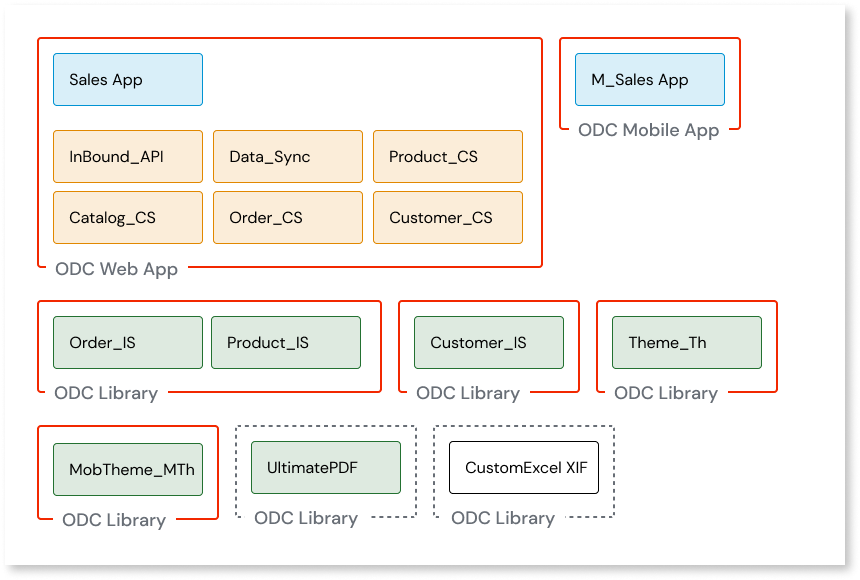 Sales App
M_Sales App
ODC Mobile App
InBound_API
Data_Sync
Product_CS
Catalog_CS
Order_CS
Customer_CS
ODC Web App
Order_IS
Product_IS
Customer_IS
Theme_Th
ODC Library
ODC Library
ODC Library
MobTheme_MTh
UltimatePDF
CustomExcel XIF
ODC Library
ODC Library
ODC Library